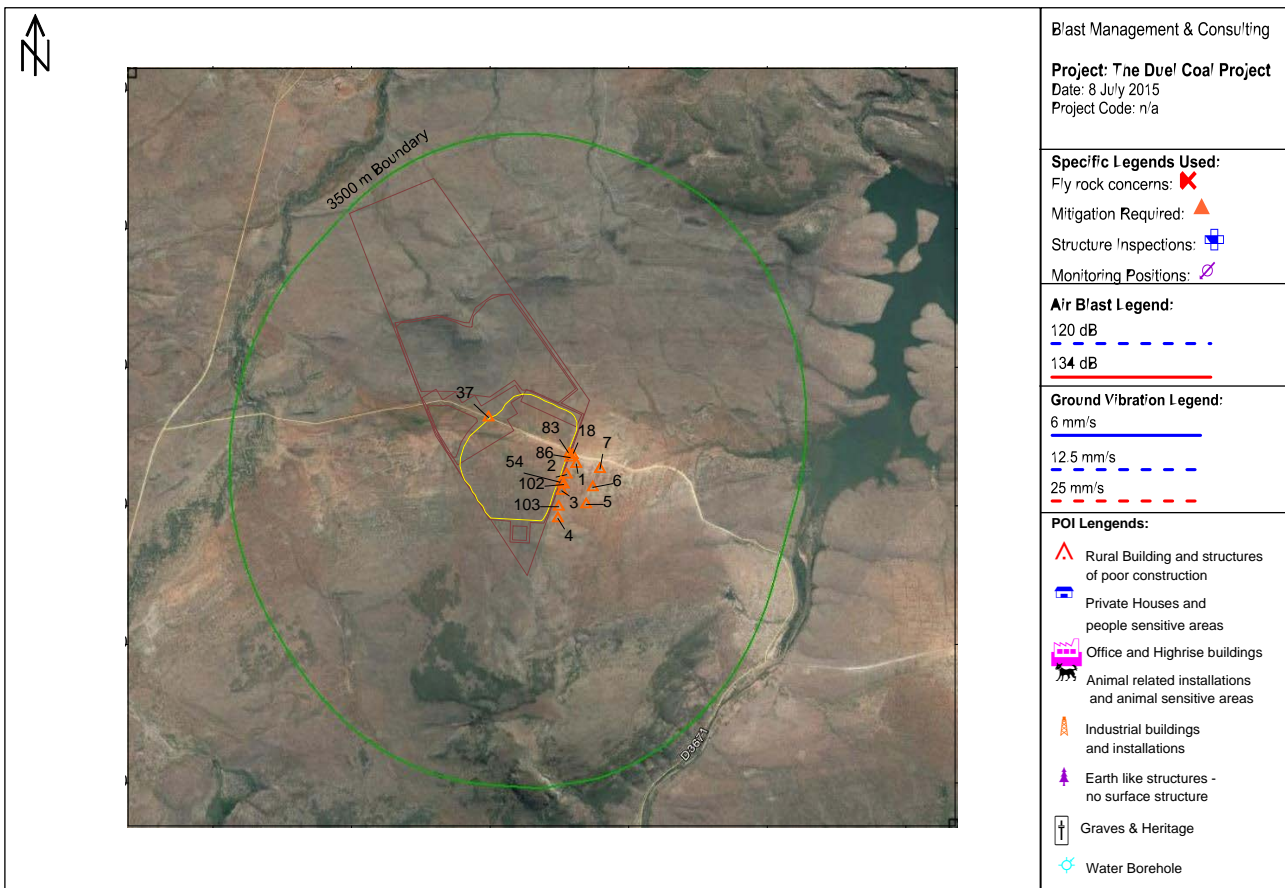 N
3500 m Boundary
37
83
18
86
7
54
2
1
6
102
3
5
103
4
D3671
Blast Management & Consulting
Project: The Duel Coal Project
Date: 8 July 2015
Project Code: n/a
Specific Legends Used:
Fly rock concerns:
Mitigation Required:
Structure Inspections:
Monitoring Positions:
Air Blast Legend:
120 dB
134 dB
Ground Vibration Legend:
6 mm/s
12.5 mm/s
25 mm/s
POI Lengends:
Rural Building and structures
of poor construction
Private Houses and
people sensitive areas
Office and Highrise buildings
Animal related installations
and animal sensitive areas
Industrial buildings
and installations
Earth like structures -
no surface structure
Graves & Heritage
Water Borehole